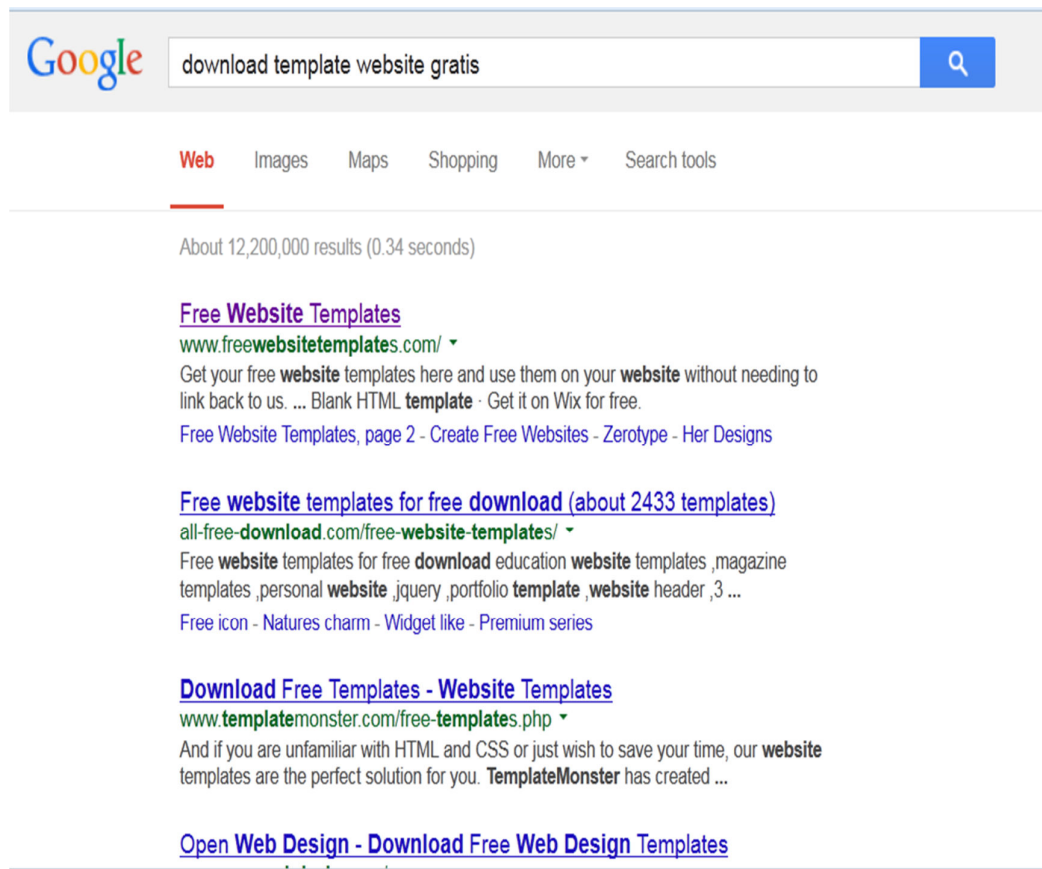 Google
download template website gratis
Web Images Maps Shopping More Search tools
About 12,200,000 results (0.34 seconds)
Free Website Templates
www.freewebsitetemplates.com/
Get your free website templates here and use them on your website without needing to
link back to us. ... Blank HTML template · Get it on Wix for free.
Free Website Templates, page 2 - Create Free Websites - Zerotype - Her Designs
Free website templates for free download (about 2433 templates)
all-free-download.com/free-website-templates/
Free website templates for free download education website templates ,magazine
templates ,personal website ,jquery ,portfolio template ,website header ,3 ...
Free icon - Natures charm - Widget like - Premium series
Download Free Templates - Website Templates
www.templatemonster.com/free-templates.php
And if you are unfamiliar with HTML and CSS or just wish to save your time, our website
templates are the perfect solution for you. TemplateMonster has created ...
Open Web Design - Download Free Web Design Templates